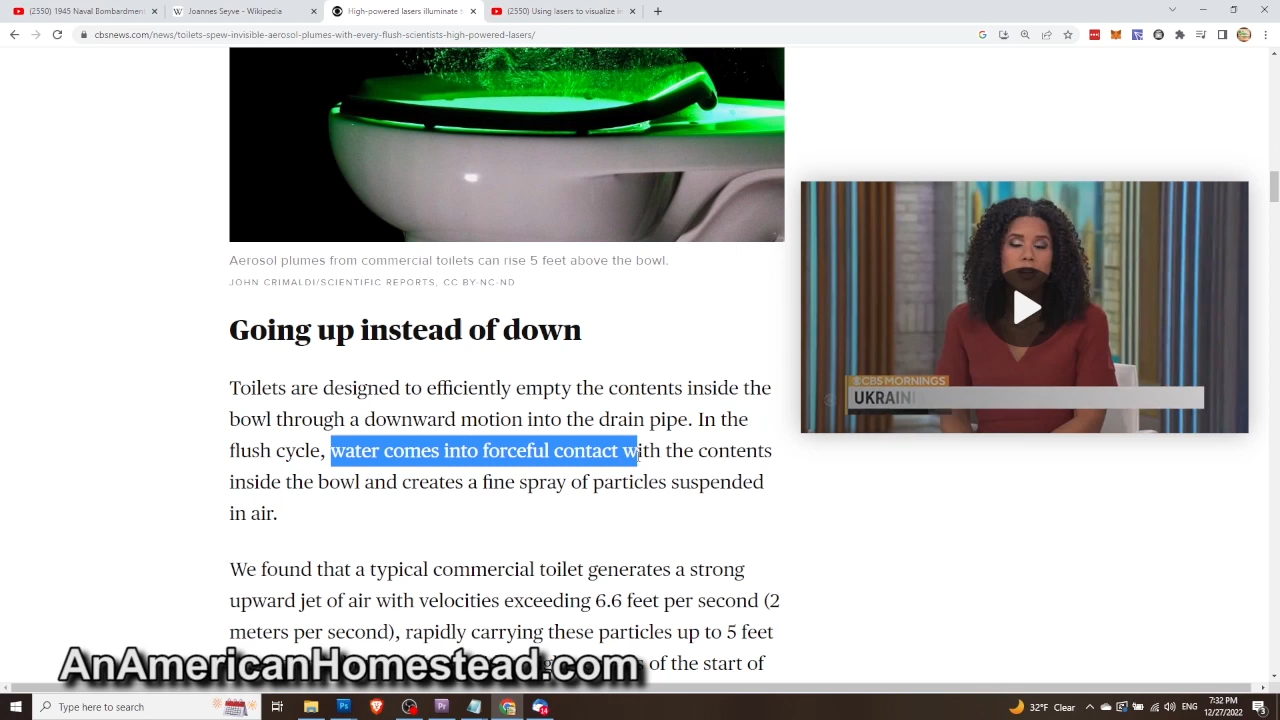 (2550) 1945 Naval Bombardment
Joannes Seyve - Wikipedia
High-powered lasers illuminate t
(2550) Using lasers to visualize in
cbsnews.com/news/toilets-spew-invisible-aerosol-plumes-with-every-flush-scientists-high-powered-lasers/
Aerosol plumes from commercial toilets can rise 5 feet above the bowl.
JOHN CRIMALDI/SCIENTIFIC REPORTS, CC BY-NC-ND
Going up instead of down
Toilets are designed to efficiently empty the contents inside the
bowl through a downward motion into the drain pipe. In the
flush cycle, water comes into forceful contact with the contents
inside the bowl and creates a fine spray of particles suspended
in air.
We found that a typical commercial toilet generates a strong
upward jet of air with velocities exceeding 6.6 feet per second (2
meters per second), rapidly carrying these particles up to 5 feet
of the start of
CBS MORNINGS
UKRAIN
AnAmericanHomestead.com
Type here to search
32°F Clear
7:32 PM
12/27/2022